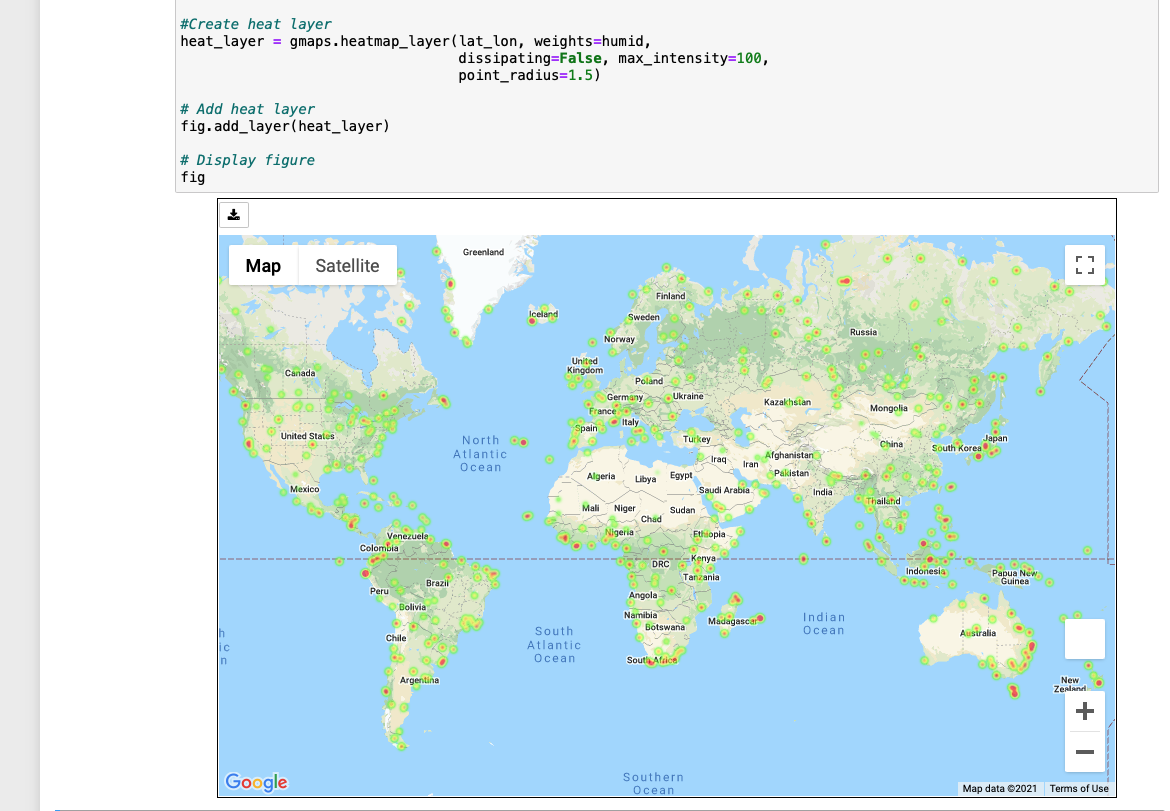 #Create heat layer
heat_layer = gmaps.heatmap_layer(lat_lon, weights=humid,
dissipating=False, max_intensity=100,
point_radius=1.5)
# Add heat layer
fig.add_layer(heat_layer)
# Display figure
fig
Map
Satellite
Greenland
Iceland
Finland
Sweden
Norway
Russia
United
Kingdom
Canada
Poland
Germany
Ukraine
France
Kazakhstan
Mongolia
Italy
Spain
United States
North
Atlantic
Ocean
Turkey
China
Japan
South Korea
Iraq
Iran
Afghanistan
Pakistan
Algeria
Libya
Egypt
Saudi Arabia
India
Mexico
Mali
Niger
Chad
Sudan
Thailand
Nigeria
Ethiopia
Venezuela
Colombia
DRC
Kenya
Tanzania
Indonesia
Papua New
Guinea
Brazil
Peru
Bolivia
Angola
Namibia
Botswana
Madagascar
Indian
Ocean
Australia
Chile
South
Atlantic
Ocean
South Africa
Argentina
New
Zealand
h
ic
n
Google
Southern
Ocean
Map data ©2021
Terms of Use